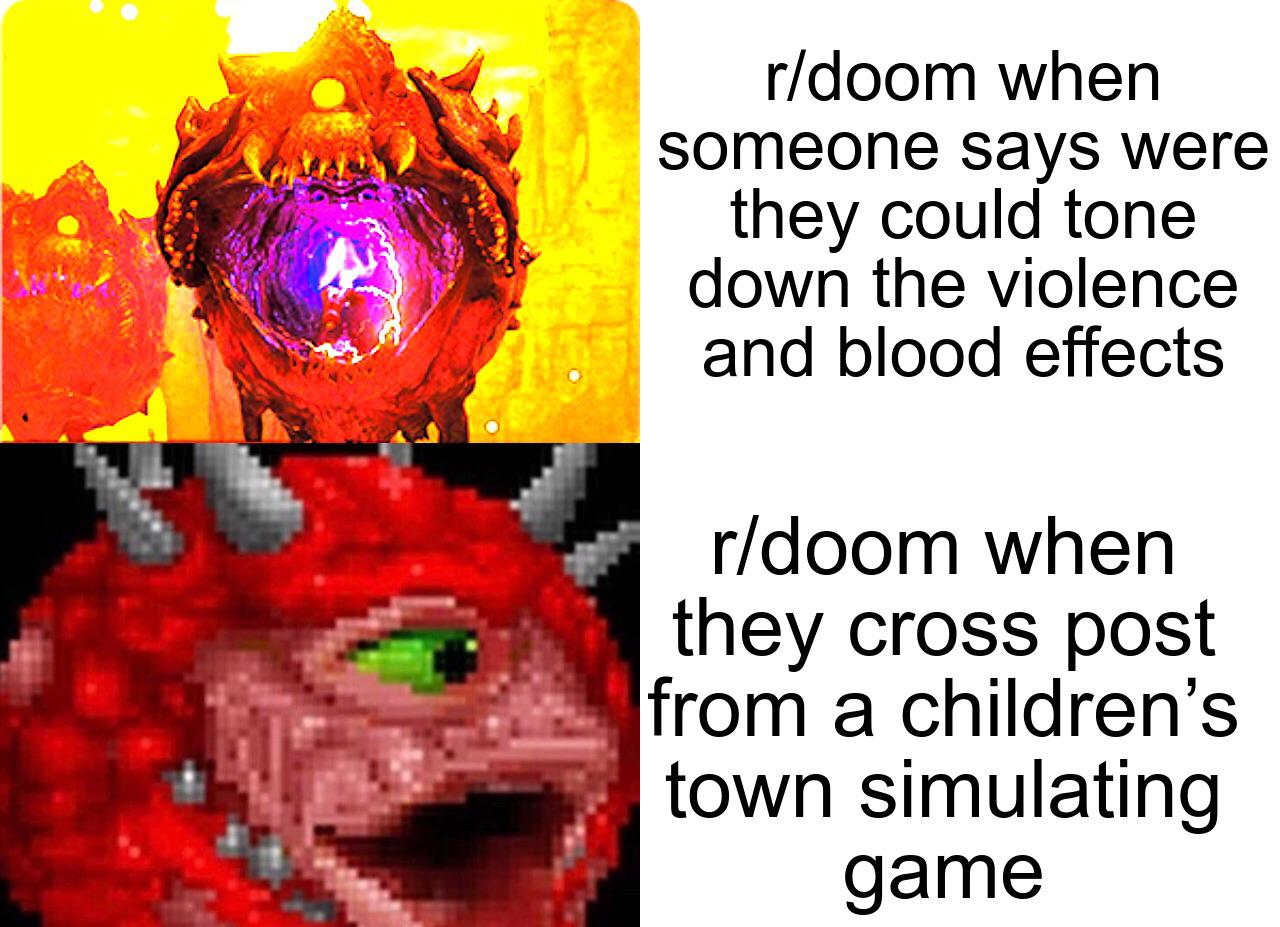 r/doom when
someone says were
they could tone
down the violence
and blood effects
r/doom when
they cross post
from a children’s
town simulating
game